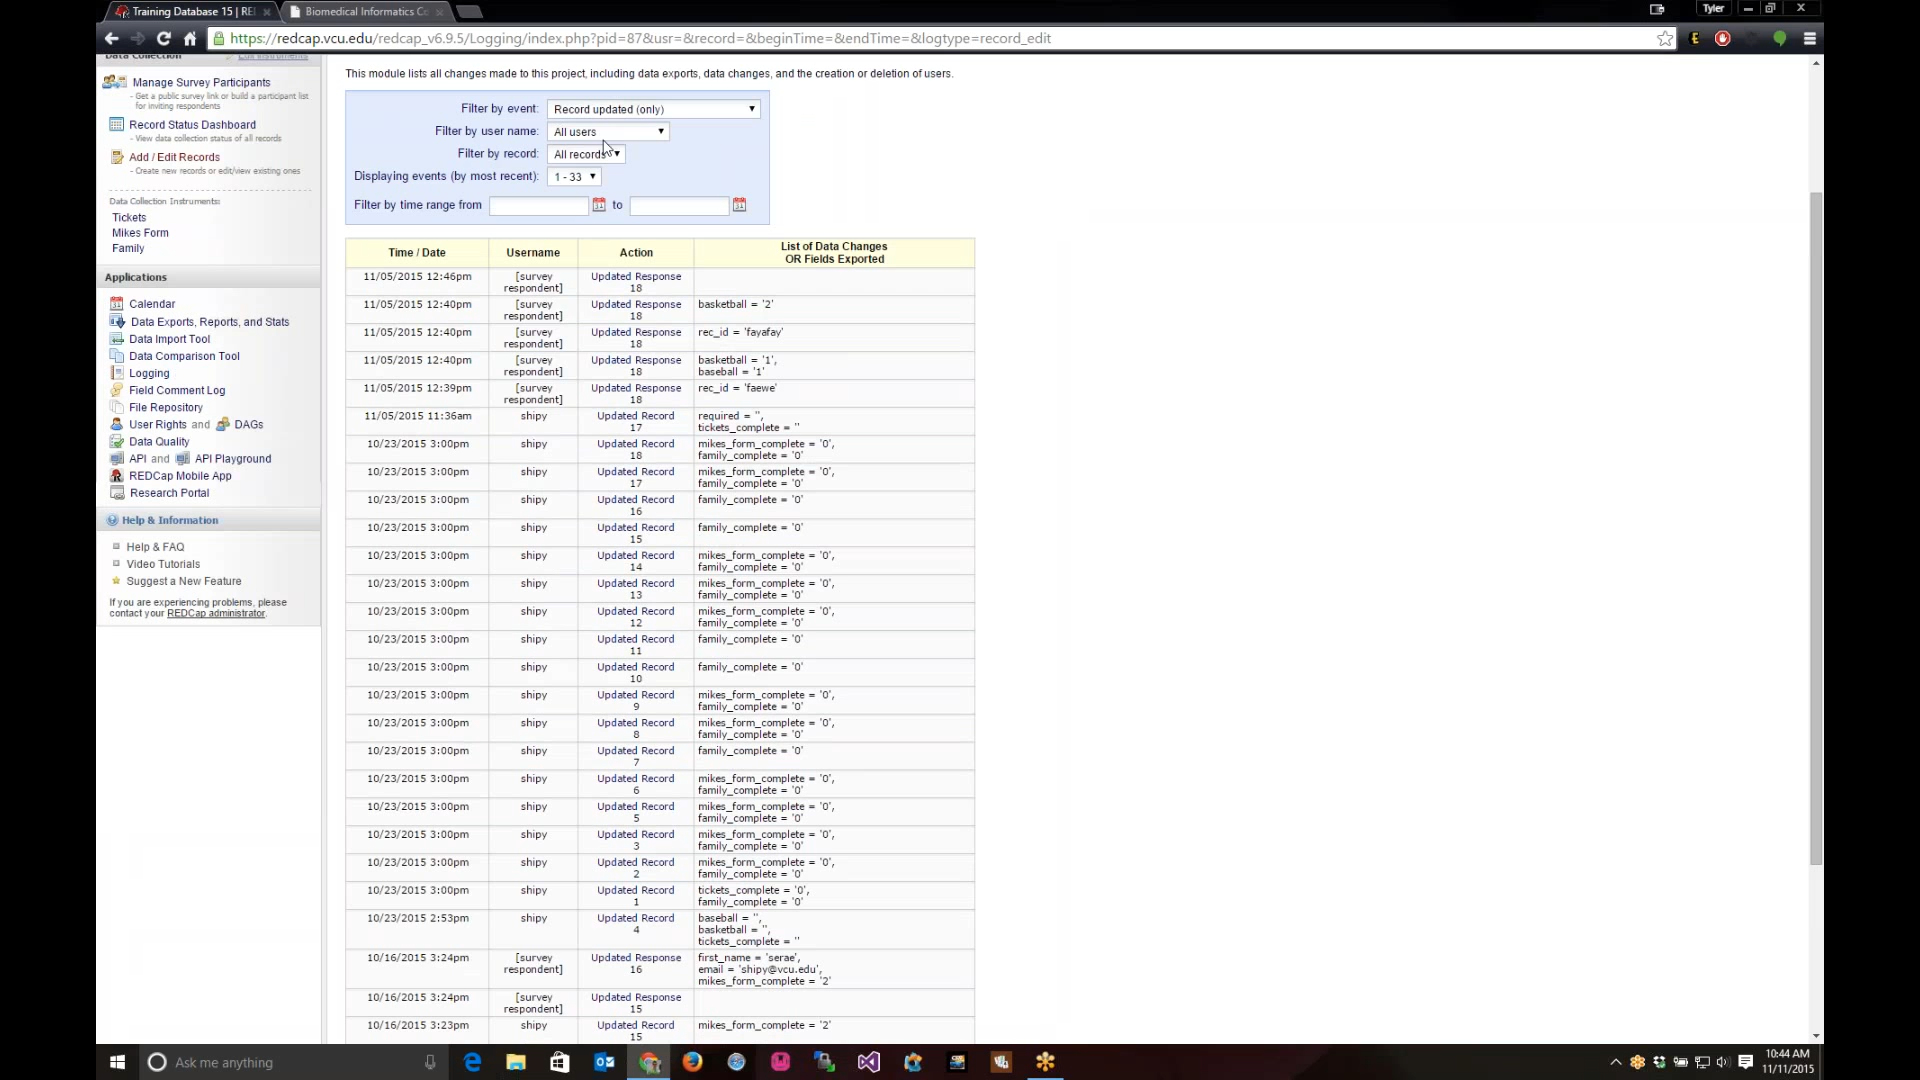 Training Database 15 | RE
Biomedical Informatics Co
Tyler
https://redcap.vcu.edu/redcap_v6.9.5/Logging/index.php?pid=87&usr=&record=&beginTime=&endTime=&logtype=record_edit
Data Collection
Edit instruments
Manage Survey Participants
- Get a public survey link or build a participant list
for inviting respondents
Record Status Dashboard
- View data collection status of all records
Add / Edit Records
- Create new records or edit/view existing ones
Data Collection Instruments:
Tickets
Mikes Form
Family
Applications
Calendar
Data Exports, Reports, and Stats
Data Import Tool
Data Comparison Tool
Logging
Field Comment Log
File Repository
User Rights and DAGs
Data Quality
API and API Playground
REDCap Mobile App
Research Portal
Help & Information
Help & FAQ
Video Tutorials
Suggest a New Feature
If you are experiencing problems, please
contact your REDCap administrator.
This module lists all changes made to this project, including data exports, data changes, and the creation or deletion of users.
Filter by event: Record updated (only)
Filter by user name: All users
Filter by record: All records
Displaying events (by most recent): 1 - 33
Filter by time range from to
Time / Date Username Action List of Data Changes
OR Fields Exported
11/05/2015 12:46pm [survey Updated Response
respondent] 18
11/05/2015 12:40pm [survey Updated Response basketball = '2'
respondent] 18
11/05/2015 12:40pm [survey Updated Response rec_id = 'fayafay'
respondent] 18
11/05/2015 12:40pm [survey Updated Response basketball = '1',
respondent] 18 baseball = '1'
11/05/2015 12:39pm [survey Updated Response rec_id = 'faewe'
respondent] 18
11/05/2015 11:36am shipy Updated Record required = '',
17 tickets_complete = ''
10/23/2015 3:00pm shipy Updated Record mikes_form_complete = '0',
18 family_complete = '0'
10/23/2015 3:00pm shipy Updated Record mikes_form_complete = '0',
17 family_complete = '0'
10/23/2015 3:00pm shipy Updated Record family_complete = '0'
16
10/23/2015 3:00pm shipy Updated Record family_complete = '0'
15
10/23/2015 3:00pm shipy Updated Record mikes_form_complete = '0',
14 family_complete = '0'
10/23/2015 3:00pm shipy Updated Record mikes_form_complete = '0',
13 family_complete = '0'
10/23/2015 3:00pm shipy Updated Record mikes_form_complete = '0',
12 family_complete = '0'
10/23/2015 3:00pm shipy Updated Record family_complete = '0'
11
10/23/2015 3:00pm shipy Updated Record family_complete = '0'
10
10/23/2015 3:00pm shipy Updated Record mikes_form_complete = '0',
9 family_complete = '0'
10/23/2015 3:00pm shipy Updated Record mikes_form_complete = '0',
8 family_complete = '0'
10/23/2015 3:00pm shipy Updated Record family_complete = '0'
7
10/23/2015 3:00pm shipy Updated Record mikes_form_complete = '0',
6 family_complete = '0'
10/23/2015 3:00pm shipy Updated Record mikes_form_complete = '0',
5 family_complete = '0'
10/23/2015 3:00pm shipy Updated Record mikes_form_complete = '0',
3 family_complete = '0'
10/23/2015 3:00pm shipy Updated Record mikes_form_complete = '0',
2 family_complete = '0'
10/23/2015 3:00pm shipy Updated Record tickets_complete = '0',
1 family_complete = '0'
10/23/2015 2:53pm shipy Updated Record baseball = '',
4 basketball = '',
tickets_complete = ''
10/16/2015 3:24pm [survey Updated Response first_name = 'serae',
respondent] 16 email = 'shipy@vcu.edu',
mikes_form_complete = '2'
10/16/2015 3:24pm [survey Updated Response
respondent] 15
10/16/2015 3:23pm shipy Updated Record mikes_form_complete = '2'
15
Ask me anything
10:44 AM
11/11/2015